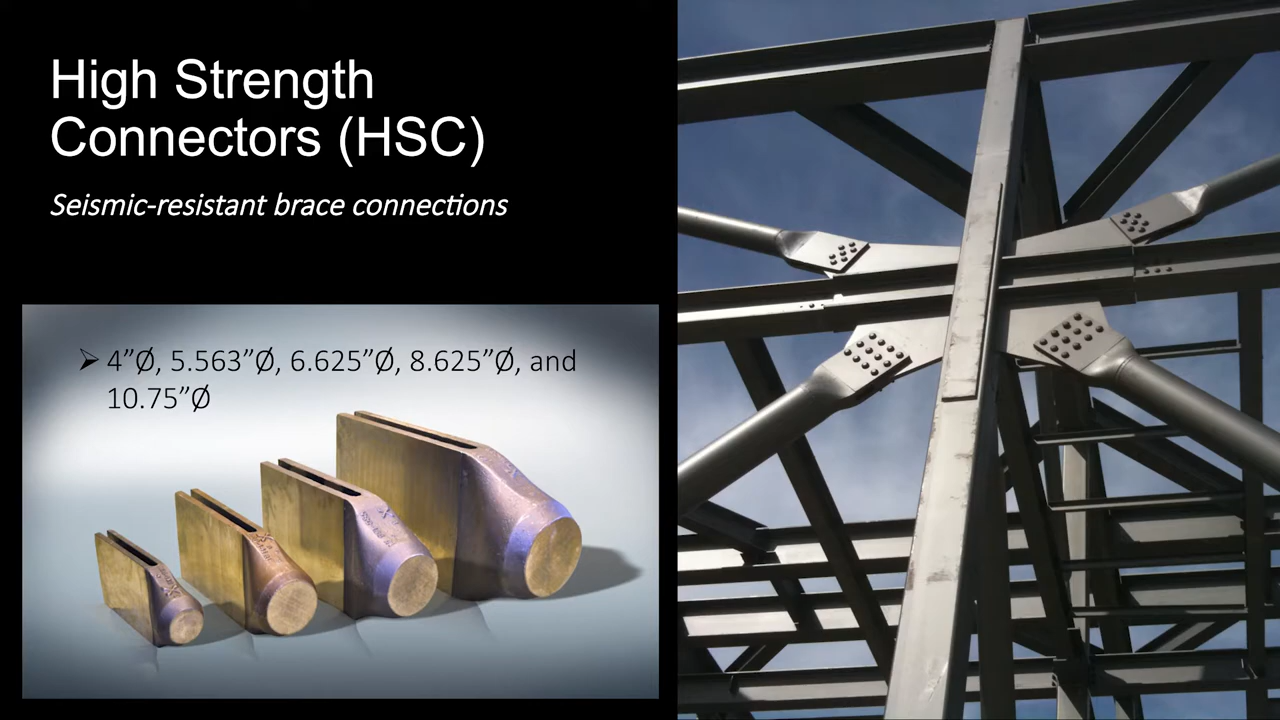 High Strength
Connectors (HSC)
Seismic-resistant brace connections
➢ 4”Ø, 5.563”Ø, 6.625”Ø, 8.625”Ø, and
10.75”Ø